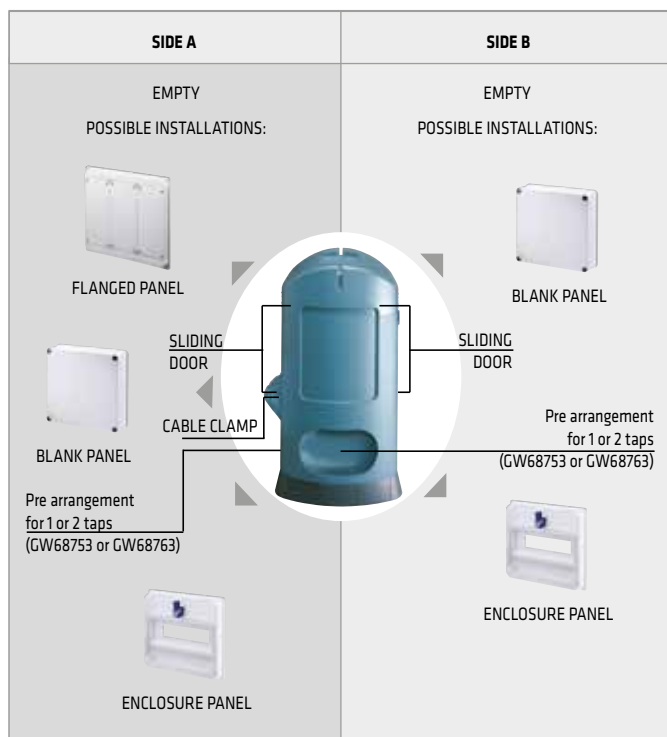 SIDE A
SIDE B
EMPTY
POSSIBLE INSTALLATIONS:
FLANGED PANEL
SLIDING
DOOR
BLANK PANEL
CABLE CLAMP
Pre arrangement
for 1 or 2 taps
(GW68753 or GW68763)
ENCLOSURE PANEL
EMPTY
POSSIBLE INSTALLATIONS:
BLANK PANEL
SLIDING
DOOR
Pre arrangement
for 1 or 2 taps
(GW68753 or GW68763)
ENCLOSURE PANEL